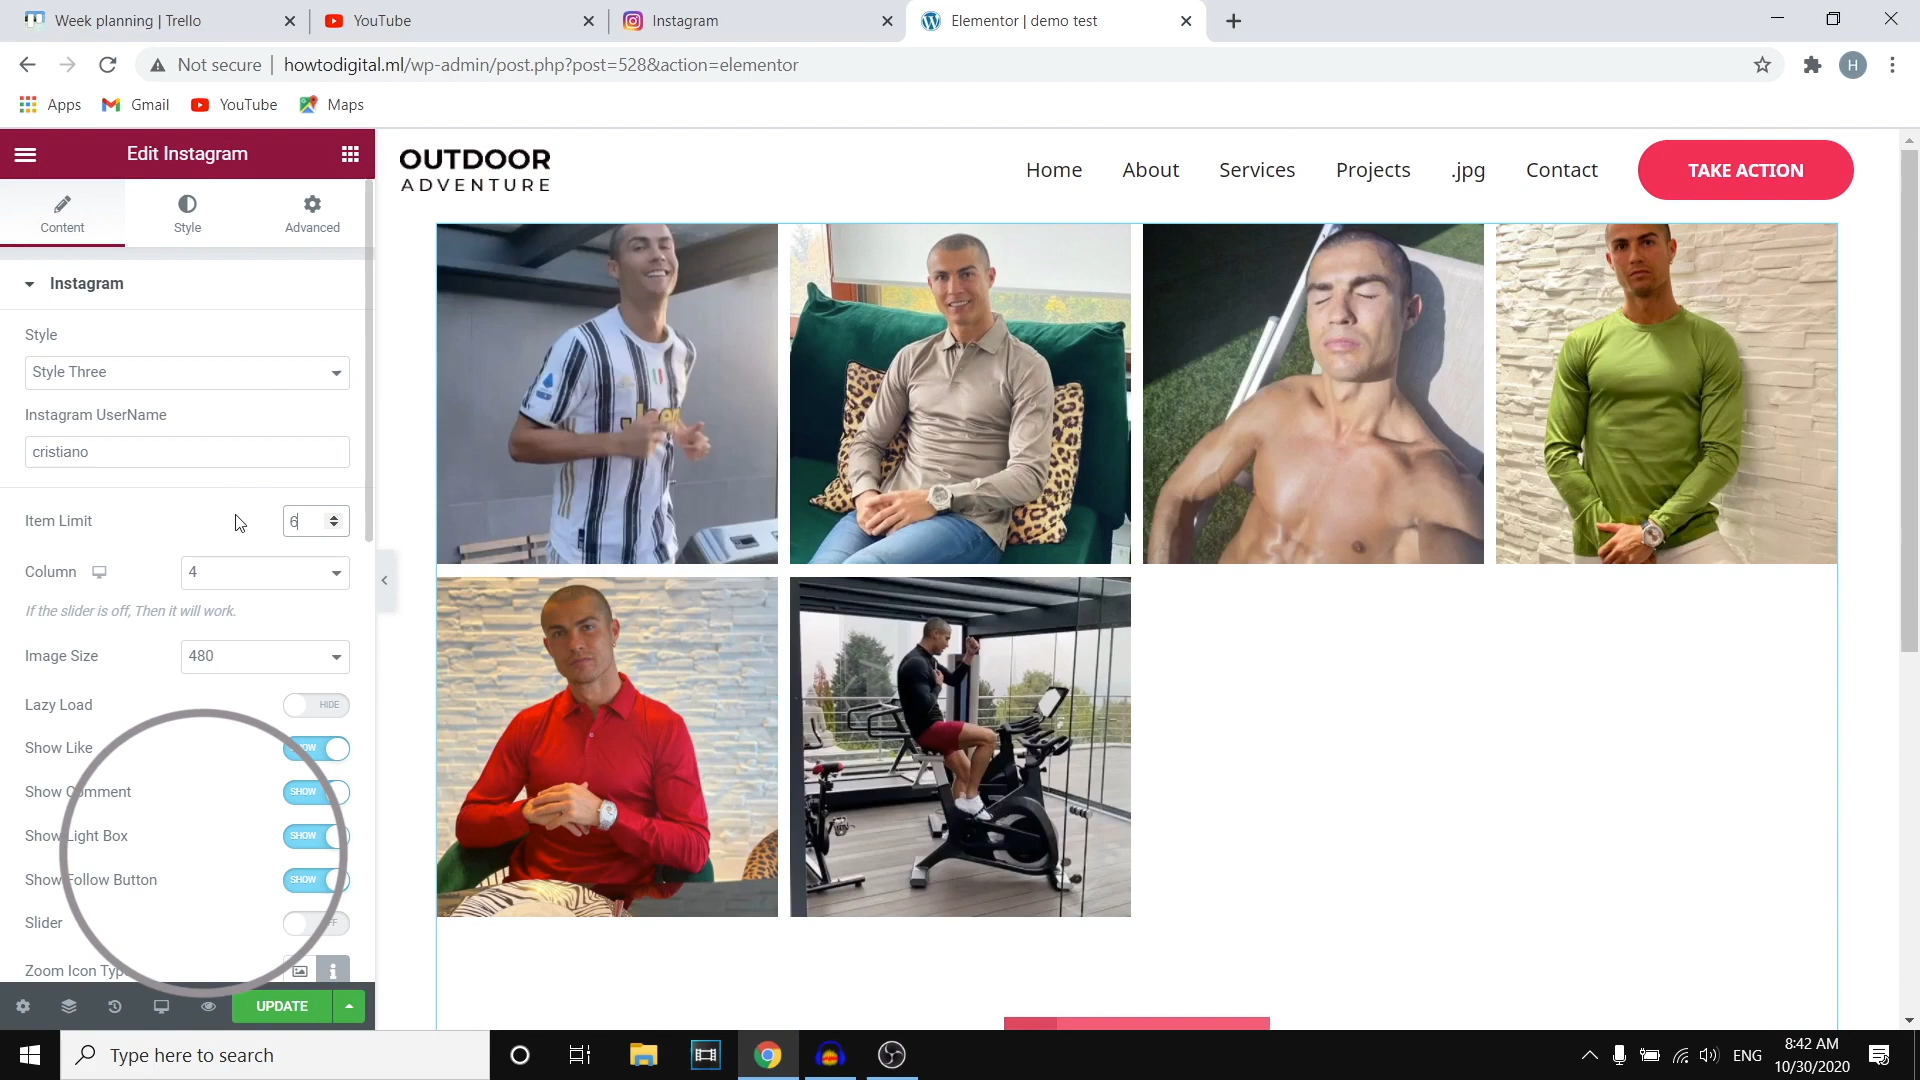 Week planning | Trello
YouTube
Instagram
Elementor | demo test
Not secure | howtodigital.ml/wp-admin/post.php?post=528&action=elementor
H
Apps
Gmail
YouTube
Maps
Edit Instagram
OUTDOOR
ADVENTURE
Home
About
Services
Projects
.jpg
Contact
TAKE ACTION
Content
Style
Advanced
Instagram
Style
Style Three
Instagram UserName
cristiano
Item Limit
6
Column
4
If the slider is off, Then it will work.
Image Size
480
Lazy Load
HIDE
Show Like
Show Comment
SHOW
Show Light Box
SHOW
Show Follow Button
SHOW
Slider
Zoom Icon
UPDATE
Type here to search
ENG
8:42 AM
10/30/2020